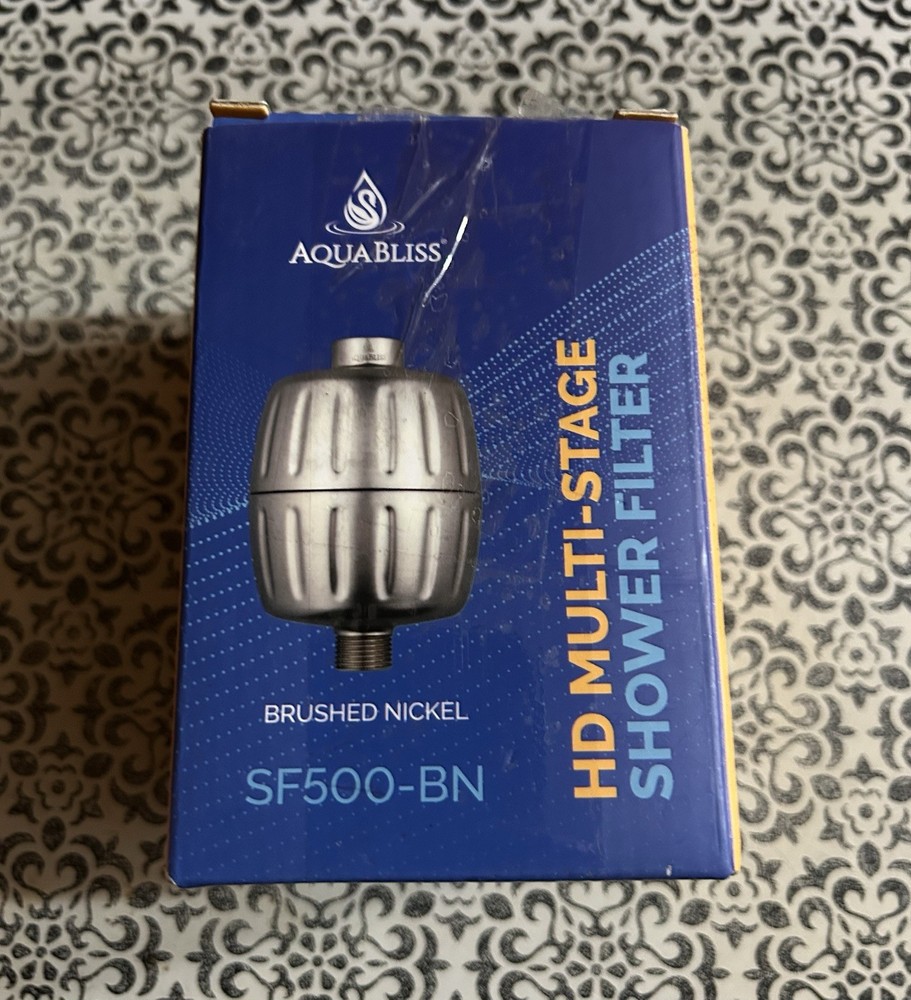 AQUABLISS
AQUABLISS
HD MULTI-STAGE
SHOWER FILTER
BRUSHED NICKEL
SF500-BN